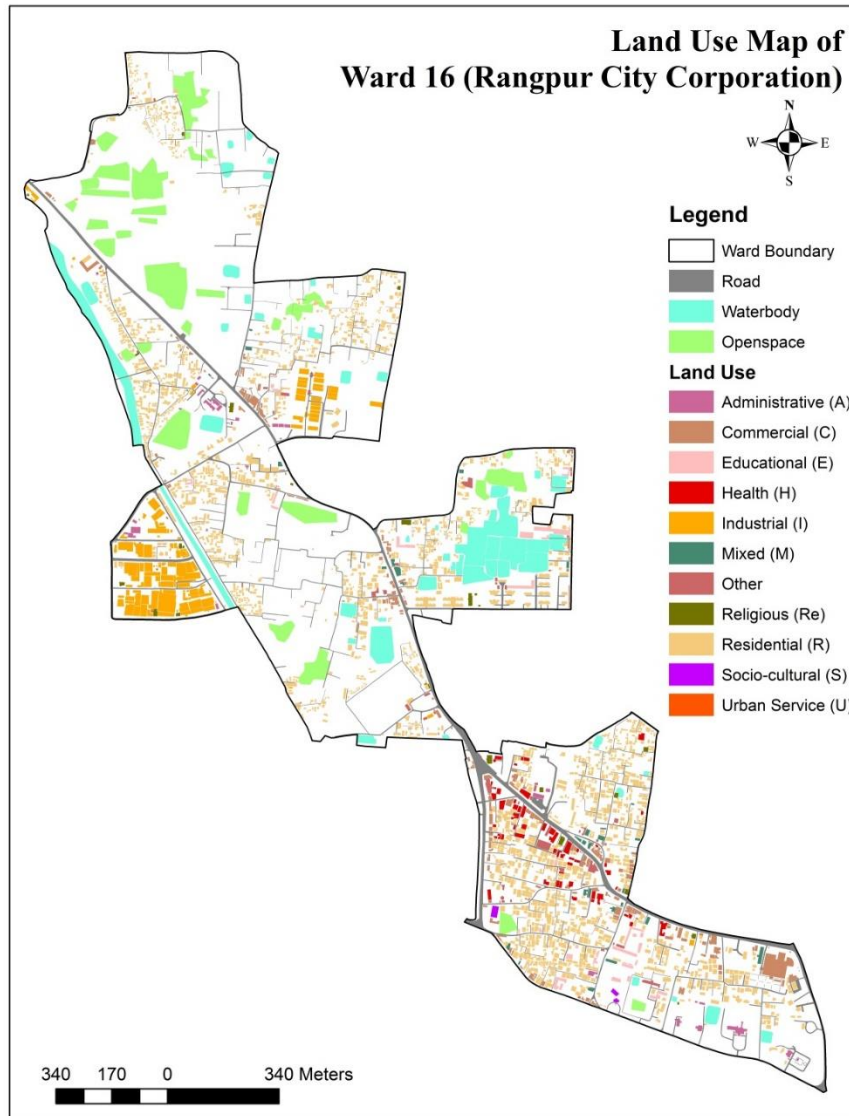 Land Use Map of
Ward 16 (Rangpur City Corporation)
N
W E
S
Legend
Ward Boundary
Road
Waterbody
Openspace
Land Use
Administrative (A)
Commercial (C)
Educational (E)
Health (H)
Industrial (I)
Mixed (M)
Other
Religious (Re)
Residential (R)
Socio-cultural (S)
Urban Service (U)
340 170 0 340 Meters